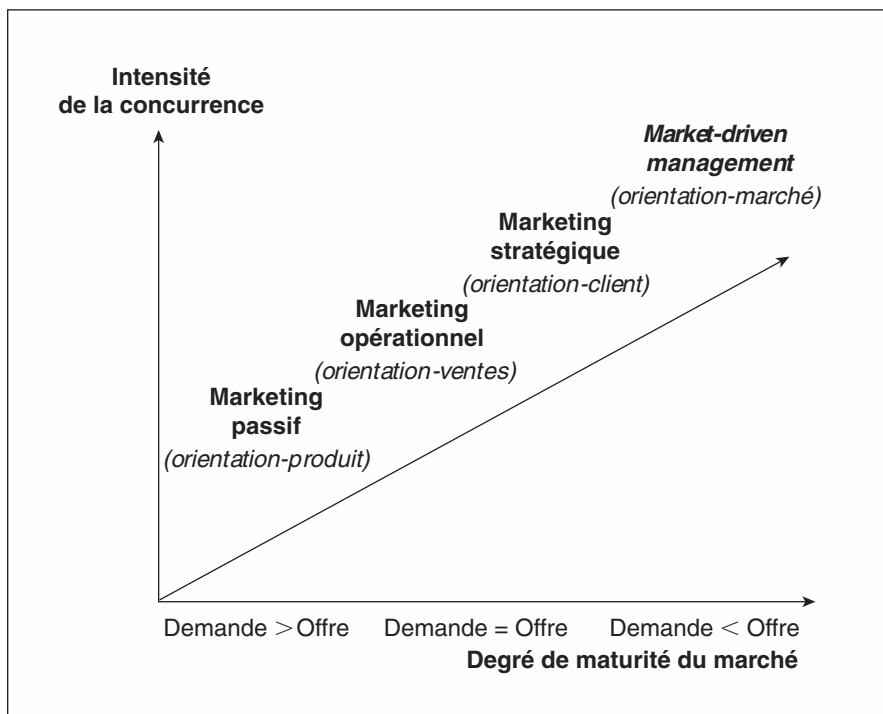 Intensité
de la concurrence
Market-driven
management
(orientation-marché)
Marketing
stratégique
(orientation-client)
Marketing
opérationnel
(orientation-ventes)
Marketing
passif
(orientation-produit)
Demande > Offre Demande = Offre Demande < Offre
Degré de maturité du marché